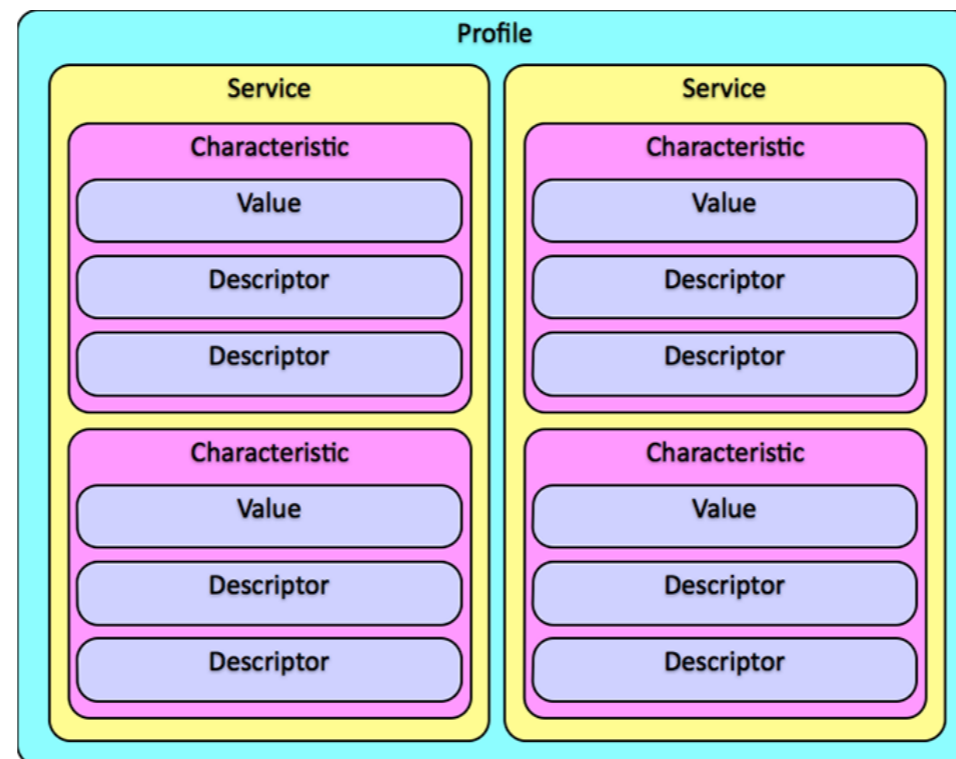 Profile
Service
Characteristic
Value
Descriptor
Descriptor
Characteristic
Value
Descriptor
Descriptor
Service
Characteristic
Value
Descriptor
Descriptor
Characteristic
Value
Descriptor
Descriptor